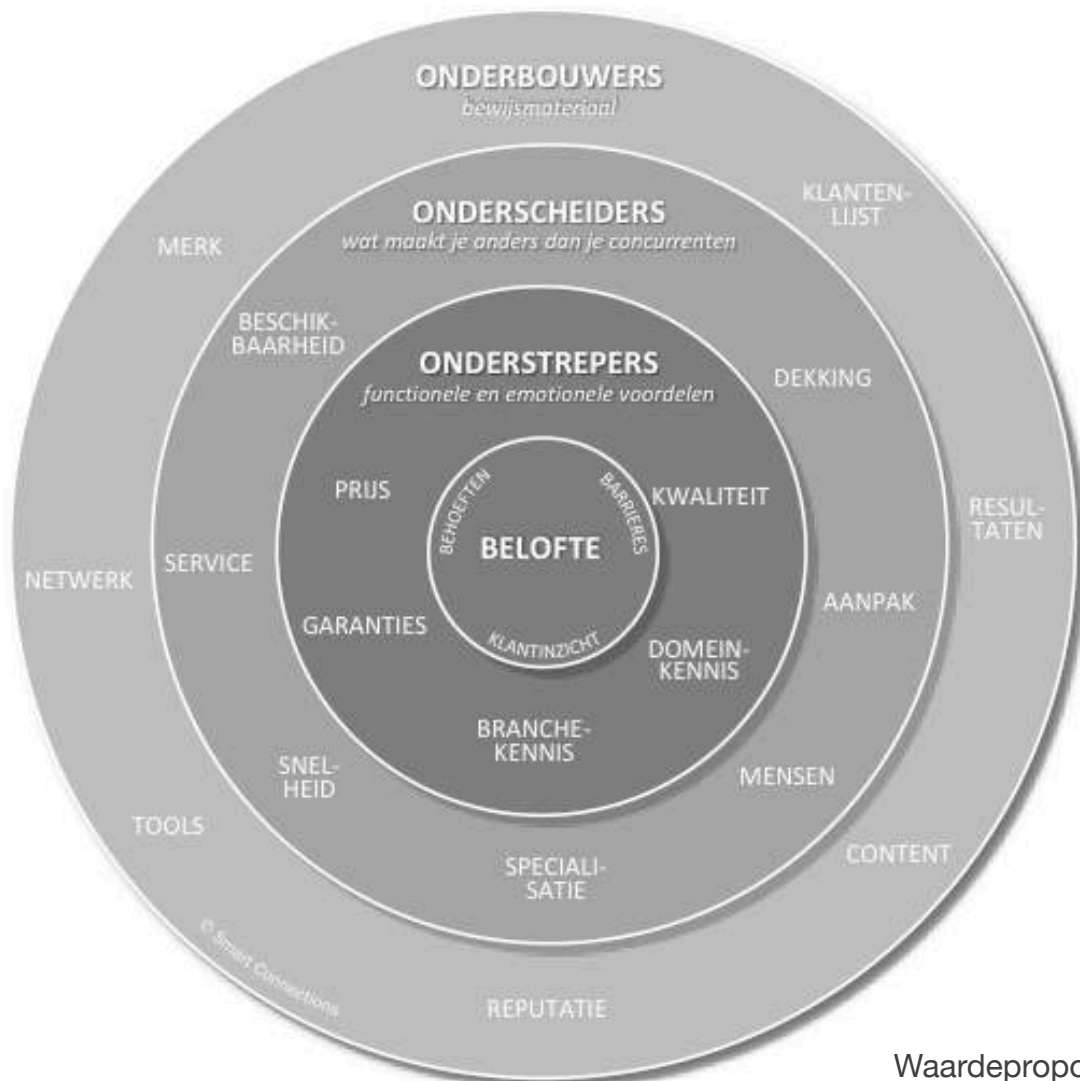 ONDERBOUWERS
bewijsmateriaal
KLANTEN-
LIJST
MERK
ONDERSCHEIDERS
wat maakt je anders dan je concurrenten
BESCHIK-
BAARHEID
DEKKING
ONDERSTREPERS
functionele en emotionele voordelen
PRIJS
KWALITEIT
BEHOEFTEN
BARRIERES
BELOFTE
KLANTINZICHT
RESUL-
TATEN
NETWERK
SERVICE
AANPAK
GARANTIES
DOMEIN-
KENNIS
BRANCHE-
KENNIS
SNEL-
HEID
MENSEN
TOOLS
CONTENT
SPECIALI-
SATIE
© Smart Connections
REPUTATIE